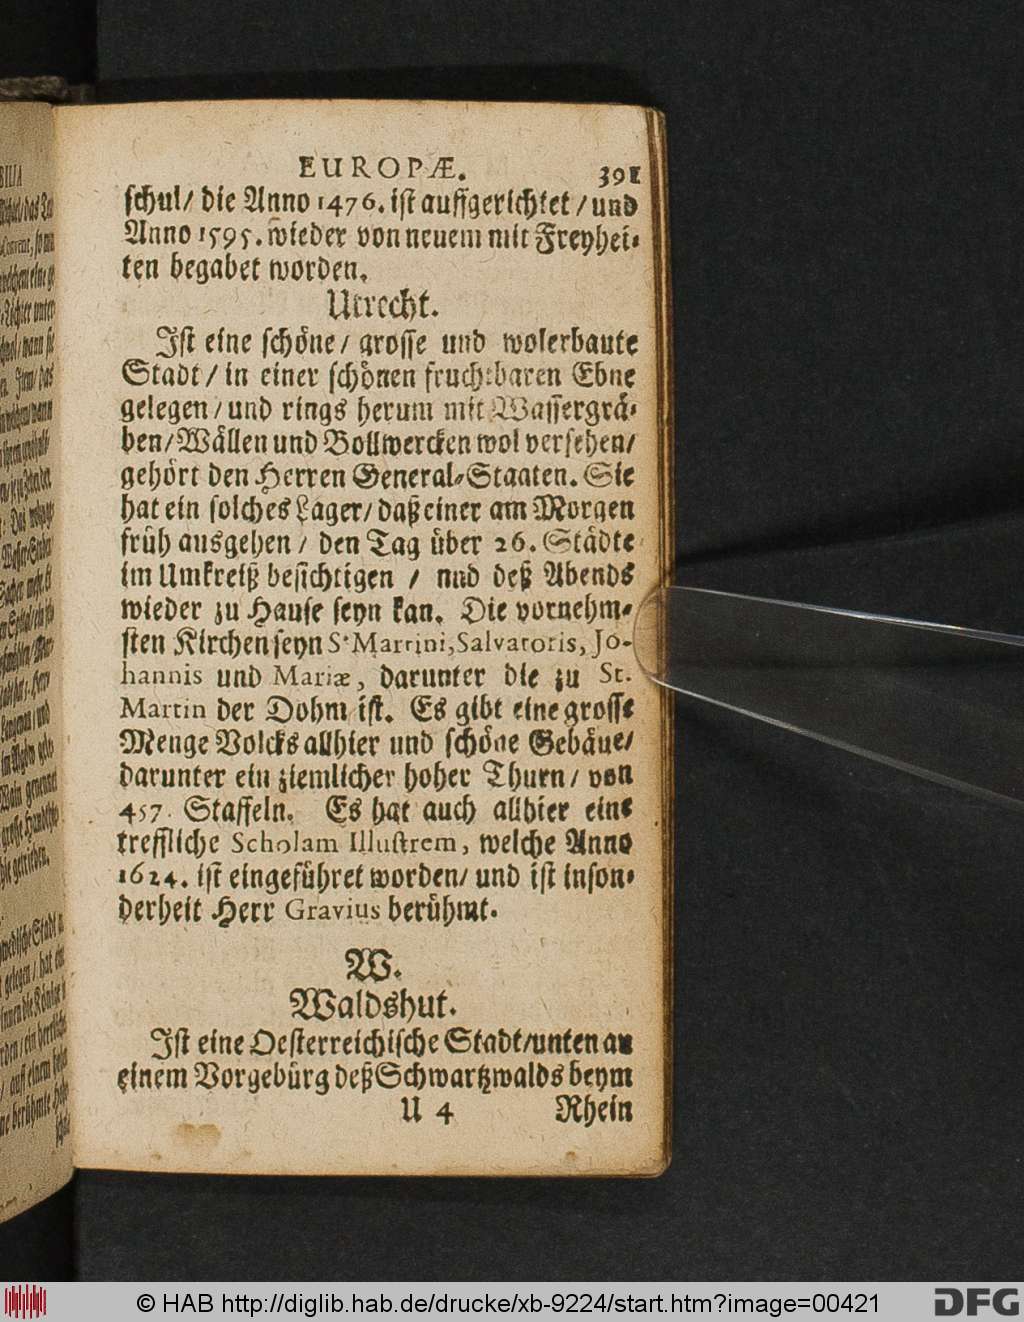 EUROPÆ. 391
schul/ die Anno 1476. ist auffgerichtet / und
Anno 1595. wieder von neuem mit Freyhei-
ten begabet worden.
Utrecht.
Ist eine schöne / grosse und wolerbaute
Stadt / in einer schönen fruchtbaren Ebne
gelegen / und rings herum mit Wassergrä-
ben / Wällen und Bollwercken wol versehen/
gehört den Herren General-Staaten. Sie
hat ein solches Lager / daß einer am Morgen
früh ausgehen / den Tag über 26. Städte
im Umkreiß besichtigen / nnd deß Abends
wieder zu Hause seyn kan. Die vornehm-
sten Kirchen seyn S. Martini, Salvatoris, Jo-
hannis und Mariæ, darunter die zu St.
Martin der Dohm ist. Es gibt eine grosse
Menge Volcks allhier und schöne Gebäue/
darunter ein ziemlicher hoher Thurn / von
457. Staffeln. Es hat auch allhier eine
treffliche Scholam Illustrem, welche Anno
1624. ist eingeführet worden / und ist inson-
derheit Herr Gravius berühmt.
W.
Waldshut.
Ist eine Oesterreichische Stadt/unten an
einem Vorgebürg deß Schwartzwalds beym
U 4 Rhein
© HAB http://diglib.hab.de/drucke/xb-9224/start.htm?image=00421
DFG